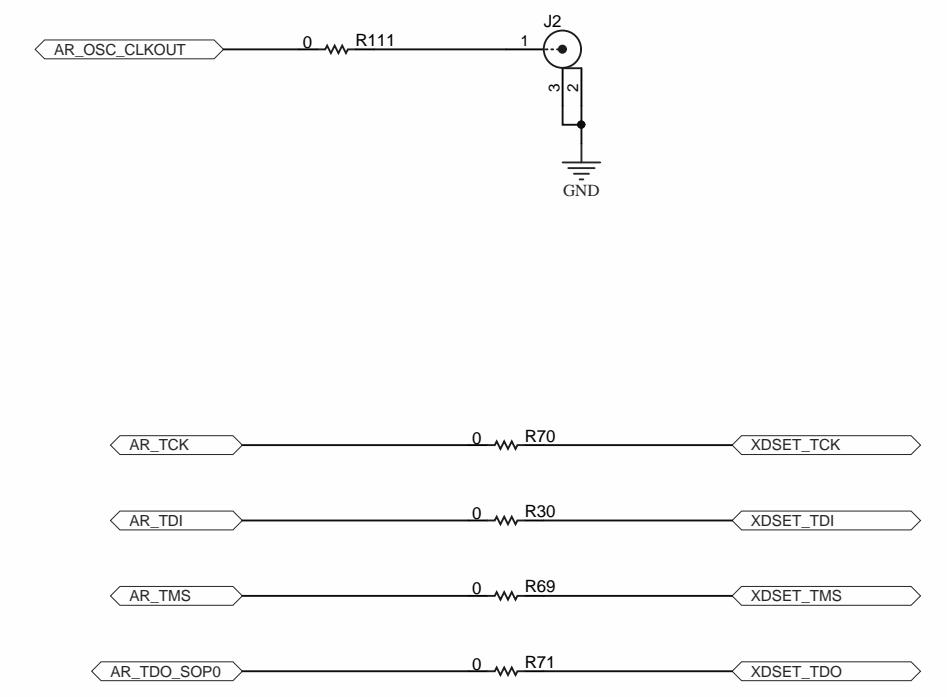 J2
AR_OSC_CLKOUT 0 R111 1
3 2
GND
AR_TCK 0 R70 XDSET_TCK
AR_TDI 0 R30 XDSET_TDI
AR_TMS 0 R69 XDSET_TMS
AR_TDO_SOP0 0 R71 XDSET_TDO